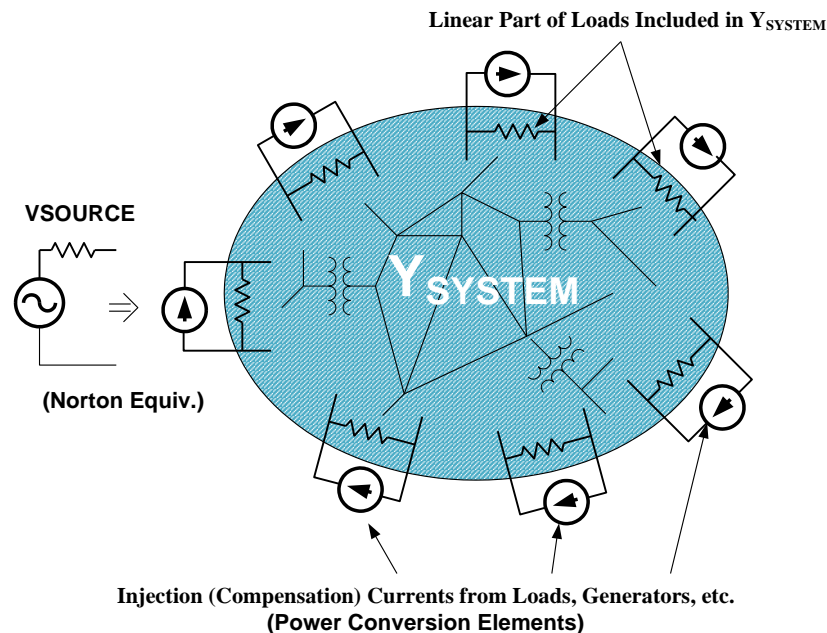 Linear Part of Loads Included in YSYSTEM
VSOURCE
YSYSTEM
(Norton Equiv.)
Injection (Compensation) Currents from Loads, Generators, etc.
(Power Conversion Elements)